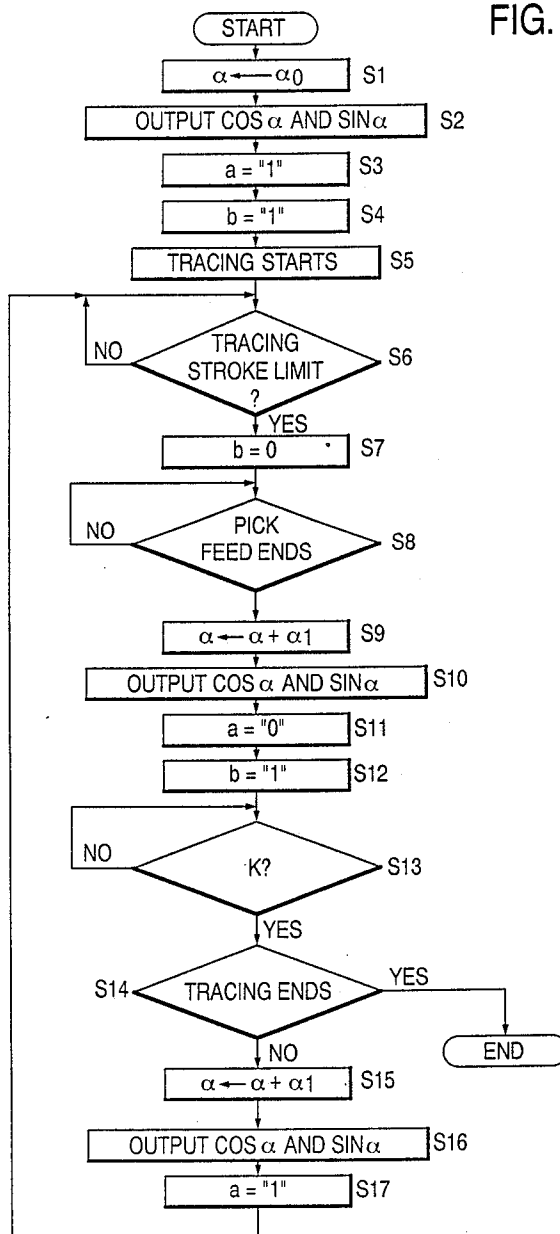 FIG.
START
α ← α0 S1
OUTPUT COS α AND SIN α S2
a = "1" S3
b = "1" S4
TRACING STARTS S5
NO
TRACING
STROKE LIMIT
?
S6
YES
b = 0 S7
NO
PICK
FEED ENDS
S8
α ← α + α1 S9
OUTPUT COS α AND SIN α S10
a = "0" S11
b = "1" S12
NO
K? S13
YES
S14 TRACING ENDS YES
END
NO
α ← α + α1 S15
OUTPUT COS α AND SIN α S16
a = "1" S17